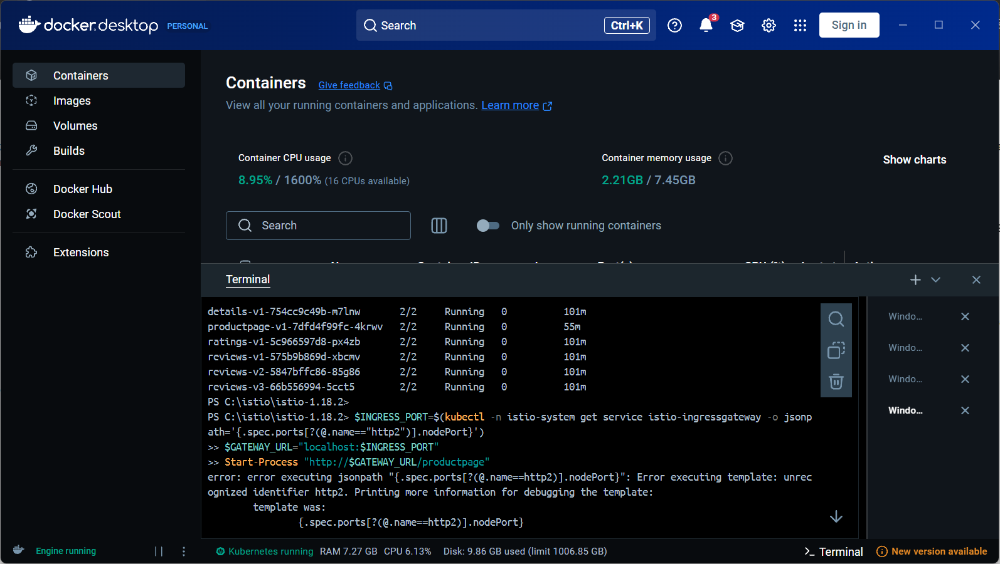 docker desktop PERSONAL
Search Ctrl+K
3
Sign in
Containers
Images
Volumes
Builds
Docker Hub
Docker Scout
Extensions
Containers Give feedback
View all your running containers and applications. Learn more
Container CPU usage
8.95% / 1600% (16 CPUs available)
Container memory usage
2.21GB / 7.45GB
Show charts
Search
Only show running containers
Terminal
details-v1-754cc9c49b-m7lnw 2/2 Running 0 101m
productpage-v1-7dfd4f99fc-4krwv 2/2 Running 0 55m
ratings-v1-5c966597d8-px4zb 2/2 Running 0 101m
reviews-v1-575b9b869d-xbcmv 2/2 Running 0 101m
reviews-v2-5847bffc86-85g86 2/2 Running 0 101m
reviews-v3-66b556994-5cct5 2/2 Running 0 101m
PS C:\istio\istio-1.18.2>
PS C:\istio\istio-1.18.2> $INGRESS_PORT=$(kubectl -n istio-system get service istio-ingressgateway -o jsonp
ath='{.spec.ports[?(@.name=="http2")].nodePort}')
>> $GATEWAY_URL="localhost:$INGRESS_PORT"
>> Start-Process "http://$GATEWAY_URL/productpage"
error: error executing jsonpath "{.spec.ports[?(@.name==http2)].nodePort}": Error executing template: unrec
ognized identifier http2. Printing more information for debugging the template:
template was:
{.spec.ports[?(@.name==http2)].nodePort}
Windo...
Windo...
Windo...
Windo...
Engine running
Kubernetes running RAM 7.27 GB CPU 6.13% Disk: 9.86 GB used (limit 1006.85 GB)
Terminal
New version available